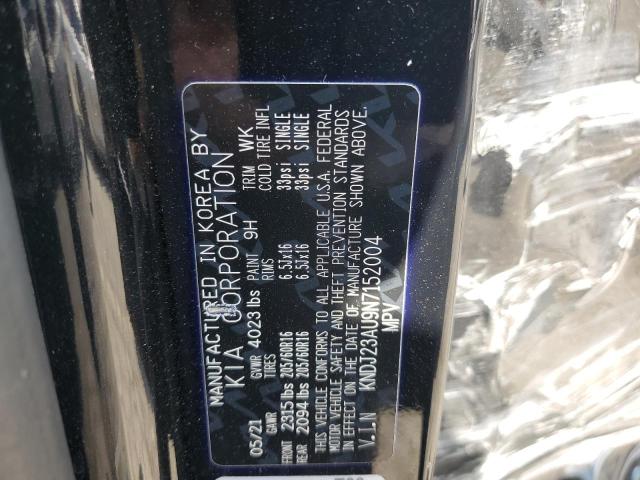 MANUFACTURED IN KOREA BY
KIA CORPORATION
05/21 GVWR 4023 lbs PAINT 9H TRIM WK
GAWR TIRES RIMS COLD TIRE INFL
FRONT 2315 lbs 205/60R16 6.5Jx16 33psi SINGLE
REAR 2094 lbs 205/60R16 6.5Jx16 33psi SINGLE
THIS VEHICLE CONFORMS TO ALL APPLICABLE U.S.A. FEDERAL
MOTOR VEHICLE SAFETY AND THEFT PREVENTION STANDARDS
IN EFFECT ON THE DATE OF MANUFACTURE SHOWN ABOVE.
V.I.N KNDJ23AU9N7152004
MPV